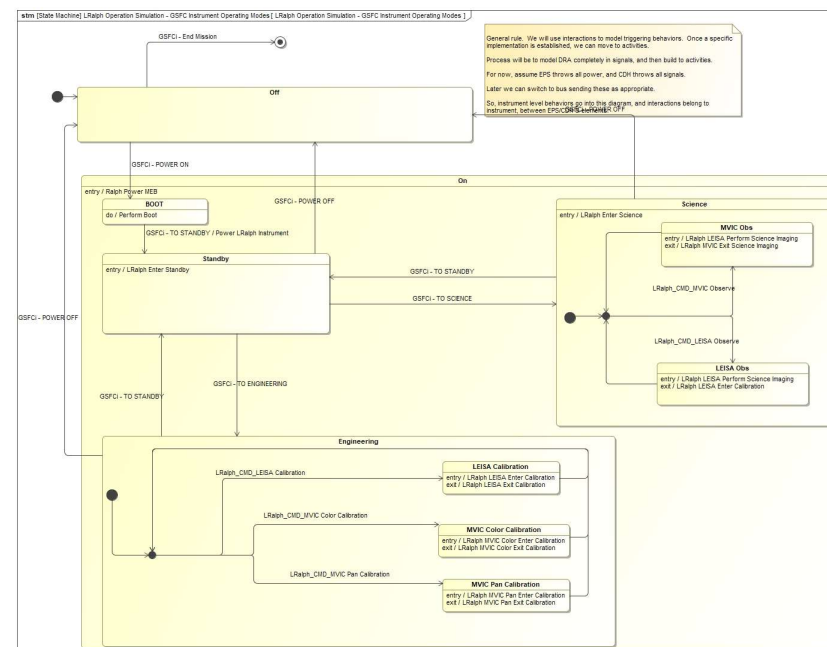 stm [State Machine] LRalph Operation Simulation - GSFC Instrument Operating Modes [ LRalph Operation Simulation - GSFC Instrument Operating Modes ]
GSFCi - End Mission
General rule. We will use interactions to model triggering behaviors. Once a specific
implementation is established, we can move to activities.
Process will be to model DRA completely in signals, and then build to activities.
For now, assume EPS throws all power, and CDH throws all signals.
Later we can switch to bus sending these as appropriate.
So, instrument level behaviors go into this diagram, and interactions belong to
instrument, between EPS/CDH
GSFCi - POWER OFF
Off
GSFCi - POWER ON
On
entry / Ralph Power MEB
BOOT
do / Perform Boot
GSFCi - POWER OFF
GSFCi - TO STANDBY / Power LRalph Instrument
Standby
entry / LRalph Enter Standby
Science
entry / LRalph Enter Science
MVIC Obs
entry / LRalph LEISA Perform Science Imaging
exit / LRalph MVIC Exit Science Imaging
GSFCi - TO STANDBY
GSFCi - TO SCIENCE
LRalph_CMD_MVIC Observe
LRalph_CMD_LEISA Observe
LEISA Obs
entry / LRalph LEISA Perform Science Imaging
exit / LRalph LEISA Enter Calibration
GSFCi - POWER OFF
GSFCi - TO ENGINEERING
GSFCi - TO STANDBY
Engineering
LRalph_CMD_LEISA Calibration
LEISA Calibration
entry / LRalph LEISA Enter Calibration
exit / LRalph LEISA Exit Calibration
LRalph_CMD_MVIC Color Calibration
MVIC Color Calibration
entry / LRalph MVIC Color Enter Calibration
exit / LRalph MVIC Color Exit Calibration
LRalph_CMD_MVIC Pan Calibration
MVIC Pan Calibration
entry / LRalph MVIC Pan Enter Calibration
exit / LRalph MVIC Pan Exit Calibration